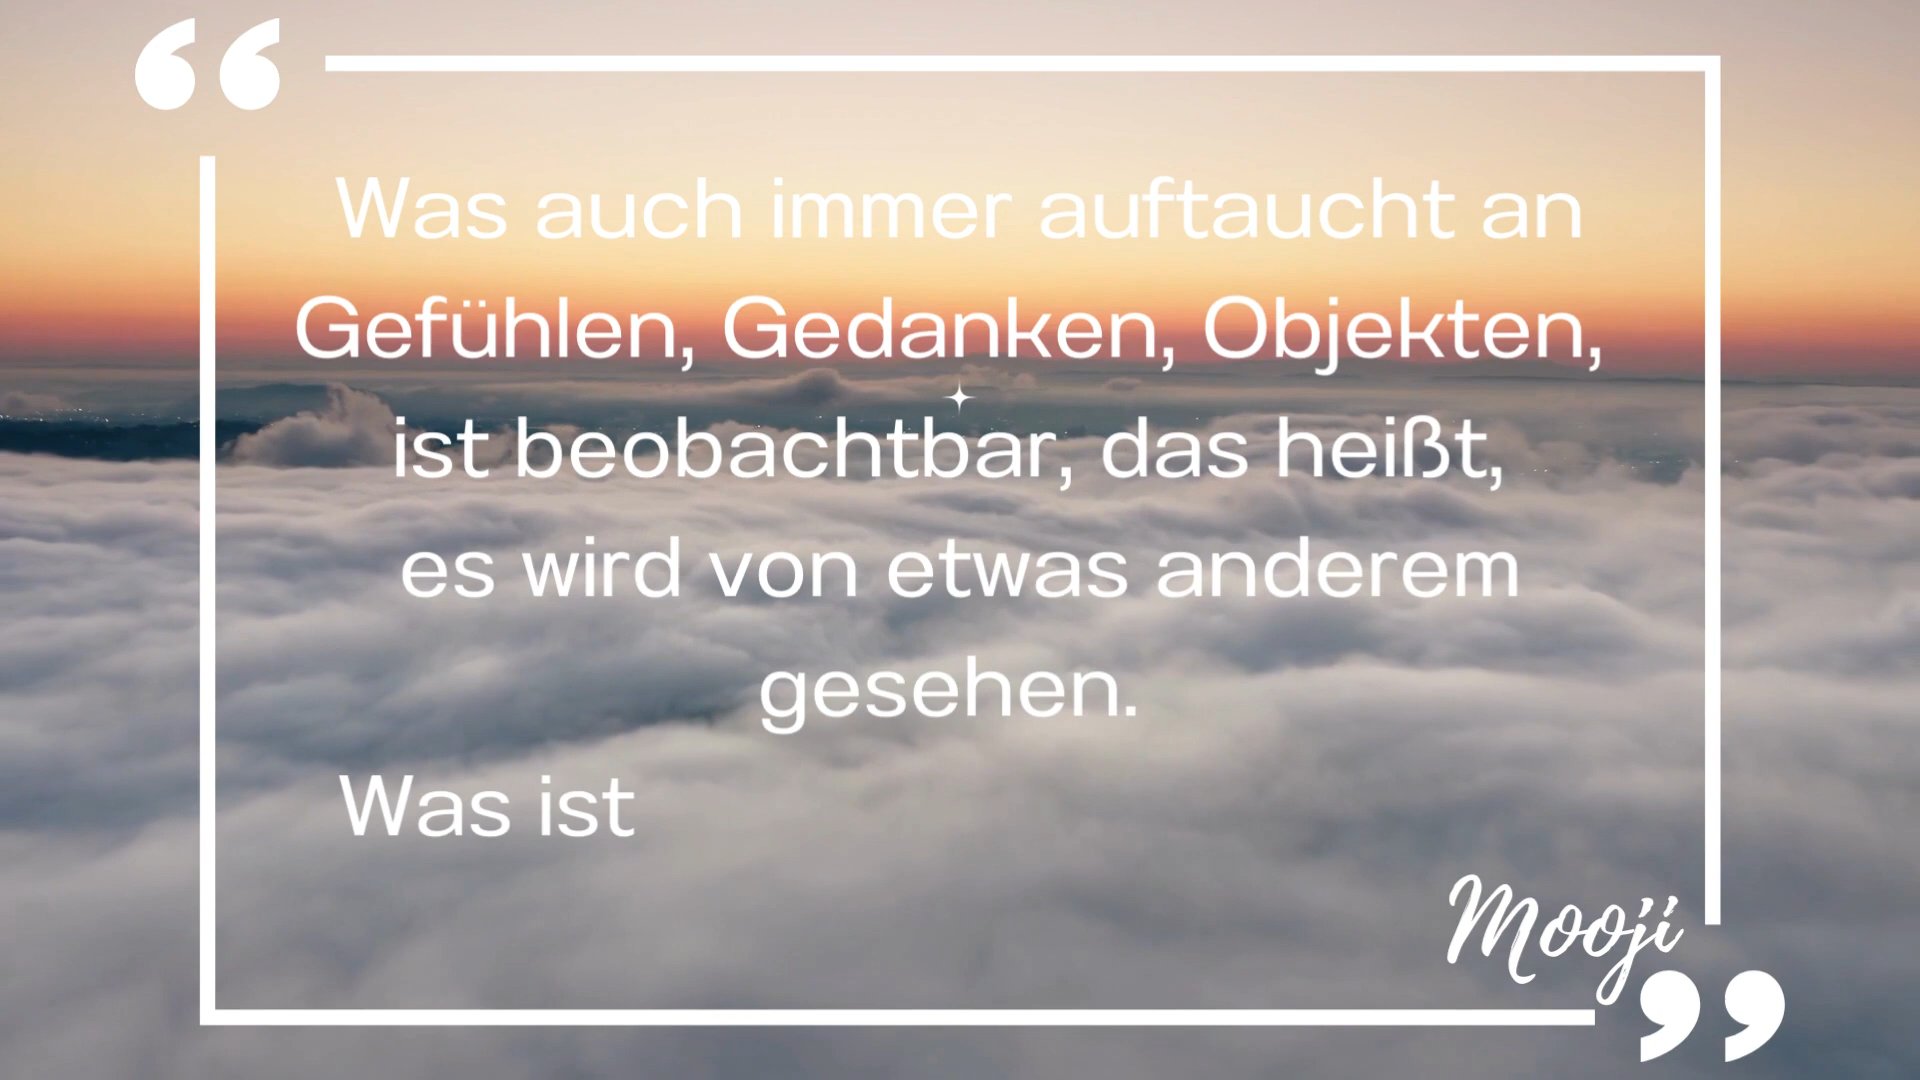 Was auch immer auftaucht an
Gefühlen, Gedanken, Objekten,
ist beobachtbar, das heißt,
es wird von etwas anderem
gesehen.
Was ist
Mooji